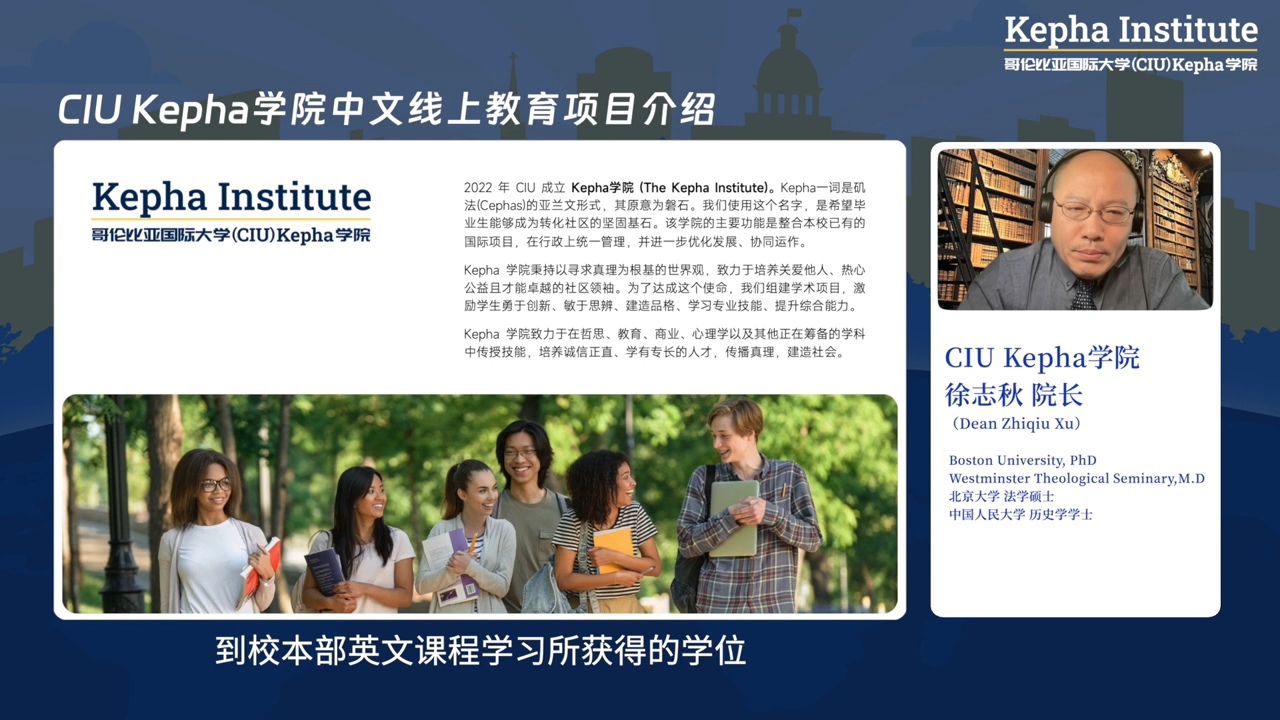 Kepha Institute
哥伦比亚国际大学(CIU)Kepha学院
CIU Kepha学院中文线上教育项目介绍
Kepha Institute
哥伦比亚国际大学(CIU)Kepha学院
2022 年 CIU 成立 Kepha学院 (The Kepha Institute)。Kepha一词是矶
法(Cephas)的亚兰文形式，其原意为磐石。我们使用这个名字，是希望毕
业生能够成为转化社区的坚固基石。该学院的主要功能是整合本校已有的
国际项目，在行政上统一管理，并进一步优化发展、协同运作。
Kepha 学院秉持以寻求真理为根基的世界观，致力于培养关爱他人、热心
公益且才能卓越的社区领袖。为了达成这个使命，我们组建学术项目，激
励学生勇于创新、敏于思辨、建造品格、学习专业技能、提升综合能力。
Kepha 学院致力于在哲思、教育、商业、心理学以及其他正在筹备的学科
中传授技能，培养诚信正直、学有专长的人才，传播真理，建造社会。
CIU Kepha学院
徐志秋 院长
（Dean Zhiqiu Xu）
Boston University, PhD
Westminster Theological Seminary,M.D
北京大学 法学硕士
中国人民大学 历史学学士
到校本部英文课程学习所获得的学位